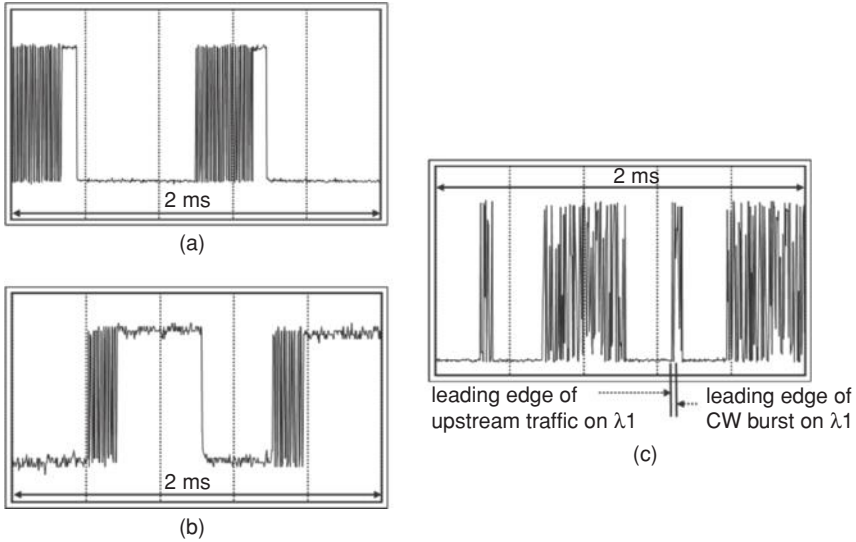 2 ms
(a)
2 ms
(b)
2 ms
leading edge of
upstream traffic on λ1
leading edge of
CW burst on λ1
(c)